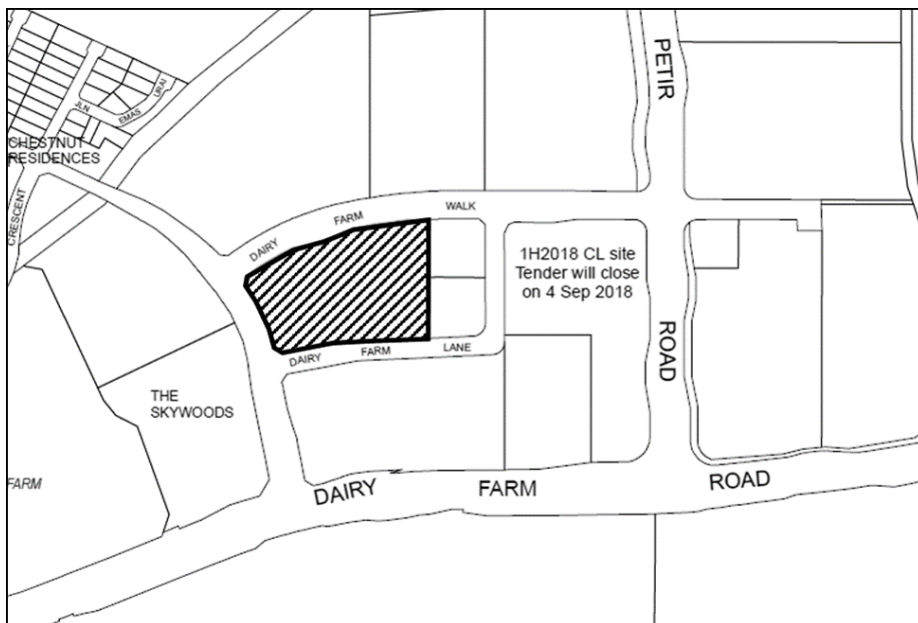 PETIR
JLN
EMAS
URAI
CHESTNUT
RESIDENCES
CRESCENT
DAIRY
FARM
WALK
1H2018 CL site
Tender will close
on 4 Sep 2018
ROAD
DAIRY
FARM
LANE
THE
SKYWOODS
FARM
DAIRY
FARM
ROAD